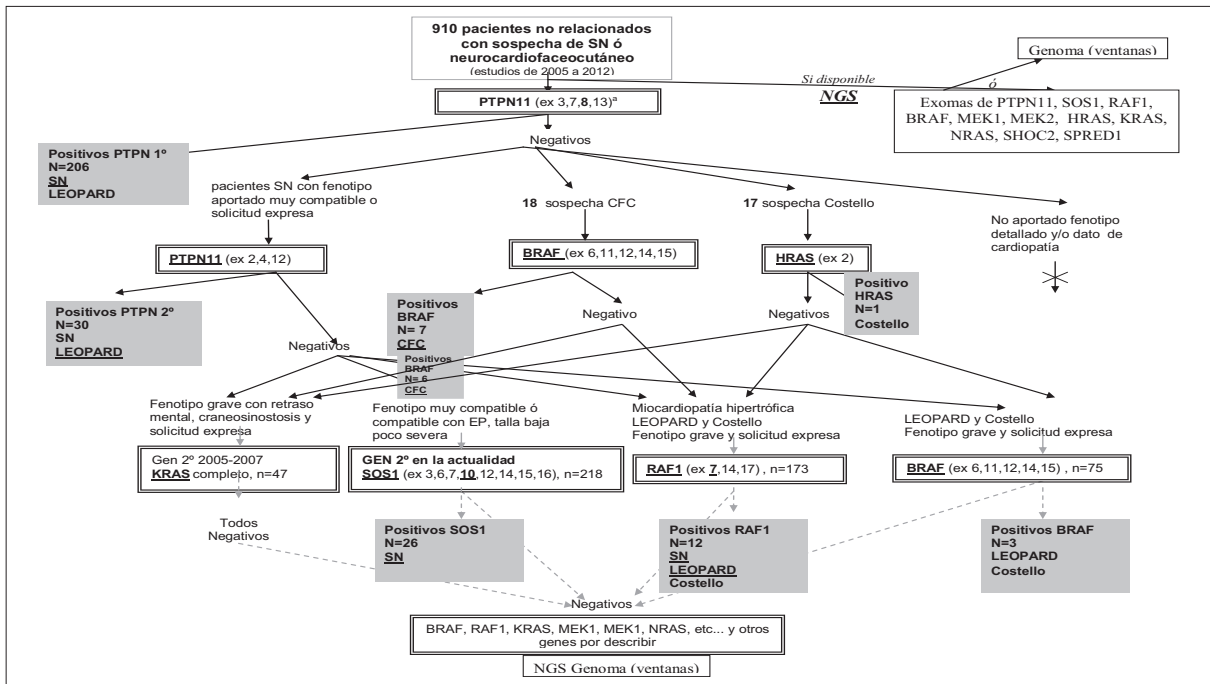 910 pacientes no relacionados
con sospecha de SN ó
neurocardiofaceocutáneo
(estudios de 2005 a 2012)
Genoma (ventanas)
Si disponible
NGS
ó
Exomas de PTPN11, SOS1, RAF1,
BRAF, MEK1, MEK2, HRAS, KRAS,
NRAS, SHOC2, SPRED1
PTPN11 (ex 3,7,8,13)ª
Negativos
Positivos PTPN 1º
N=206
SN
LEOPARD
pacientes SN con fenotipo
aportado muy compatible o
solicitud expresa
18 sospecha CFC
17 sospecha Costello
No aportado fenotipo
detallado y/o dato de
cardiopatía
PTPN11 (ex 2,4,12)
BRAF (ex 6,11,12,14,15)
HRAS (ex 2)
Positivos PTPN 2º
N=30
SN
LEOPARD
Positivos
BRAF
N= 7
CFC
Positivo
HRAS
N=1
Costello
Negativos
Negativo
Negativos
Positivos
BRAF
N= 6
CFC
Fenotipo grave con retraso
mental, craneosinostosis y
solicitud expresa
Fenotipo muy compatible ó
compatible con EP, talla baja
poco severa
Miocardiopatía hipertrófica
LEOPARD y Costello
Fenotipo grave y solicitud expresa
LEOPARD y Costello
Fenotipo grave y solicitud expresa
Gen 2º 2005-2007
KRAS completo, n=47
GEN 2º en la actualidad
SOS1 (ex 3,6,7,10,12,14,15,16), n=218
RAF1 (ex 7,14,17) , n=173
BRAF (ex 6,11,12,14,15) , n=75
Todos
Negativos
Positivos SOS1
N=26
SN
Positivos RAF1
N=12
SN
LEOPARD
Costello
Positivos BRAF
N=3
LEOPARD
Costello
Negativos
BRAF, RAF1, KRAS, MEK1, MEK1, NRAS, etc... y otros
genes por describir
NGS Genoma (ventanas)